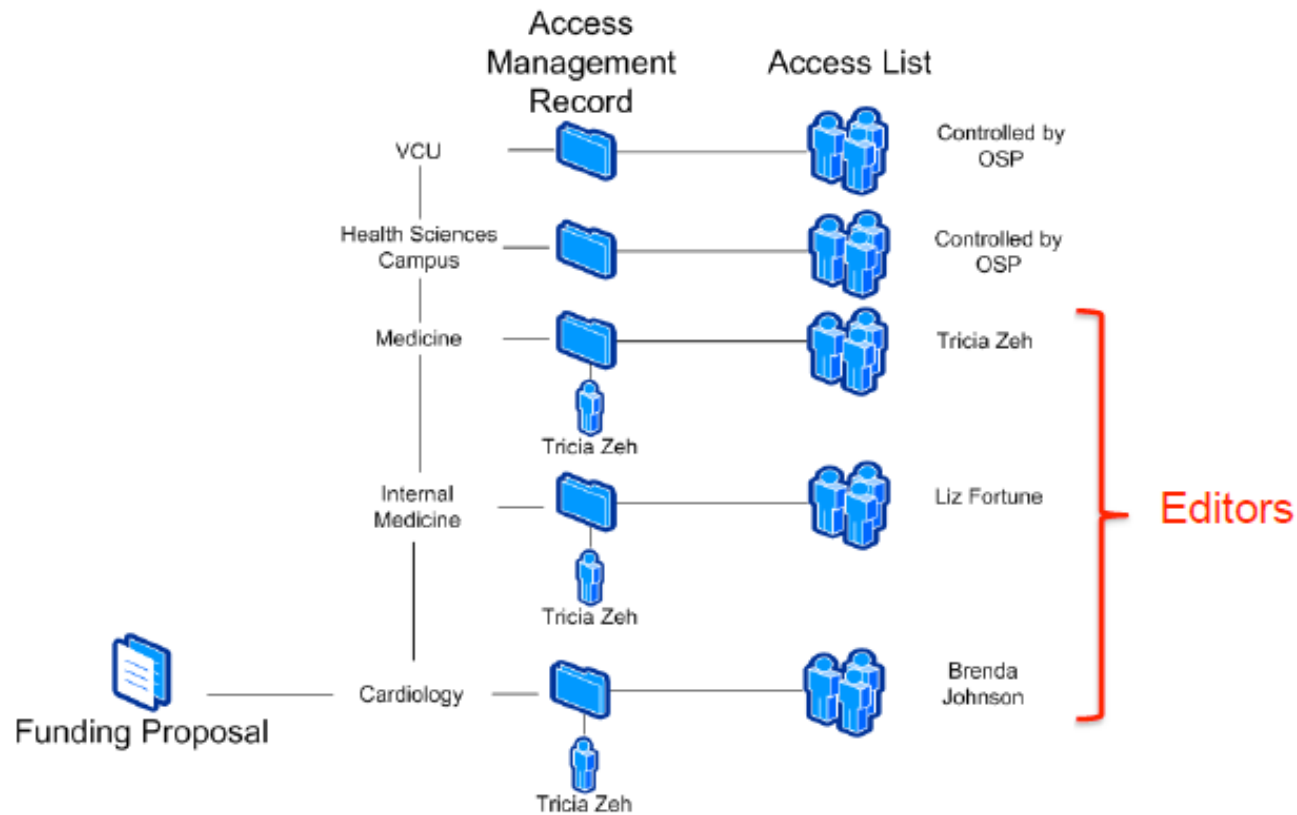 Access
Management
Record
Access List
VCU
Controlled by
OSP
Health Sciences
Campus
Controlled by
OSP
Medicine
Tricia Zeh
Tricia Zeh
Internal
Medicine
Liz Fortune
Editors
Tricia Zeh
Funding Proposal
Cardiology
Brenda
Johnson
Tricia Zeh